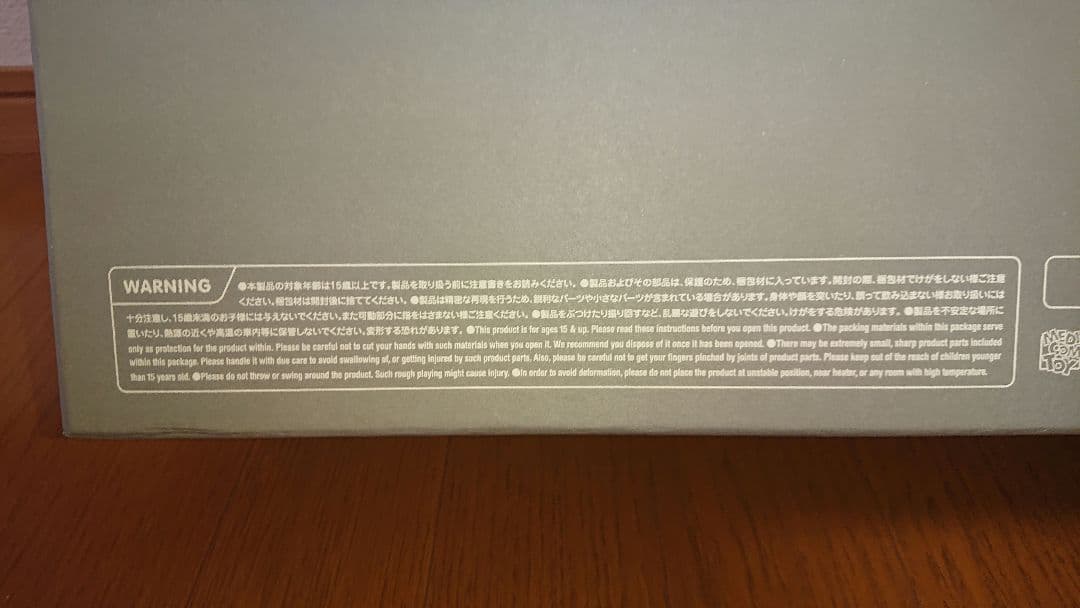 WARNING
●本製品の対象年齢は15歳以上です。製品を取り扱う前に注意書きをお読みください。●製品およびその部品は、保護のため、梱包材に入っています。開封の際、梱包材でけがをしない様ご注意
ください。梱包材は開封後に捨ててください。●製品は精密な再現を行うため、鋭利なパーツや小さなパーツが含まれている場合があります。身体や顔を突いたり、誤って飲み込まない様お取り扱いには
十分注意し、15歳未満のお子様には与えないでください。また可動部分に指をはさまない様ご注意ください。●製品をぶつけたり振り回すなど、乱暴な遊びをしないでください。けがをする危険があります。●製品を不安定な場所に
置いたり、熱源の近くや高温の車内等に保管しないでください。変形する恐れがあります。●This product is for ages 15 & up. Please read these instructions before you open this product. ●The packing materials within this package serve
only as protection for the product within. Please be careful not to cut your hands with such materials when you open it. We recommend you dispose of it once it has been opened. ●There may be extremely small, sharp product parts included
within this package. Please handle it with due care to avoid swallowing of, or getting injured by such product parts. Also, please be careful not to get your fingers pinched by joints of product parts. Please keep out of the reach of children younger
than 15 years old. ●Please do not throw or swing around the product. Such rough playing might cause injury. ●In order to avoid deformation, please do not place the product at unstable position, near heater, or any room with high temperature.
MEDI
COM
TOY